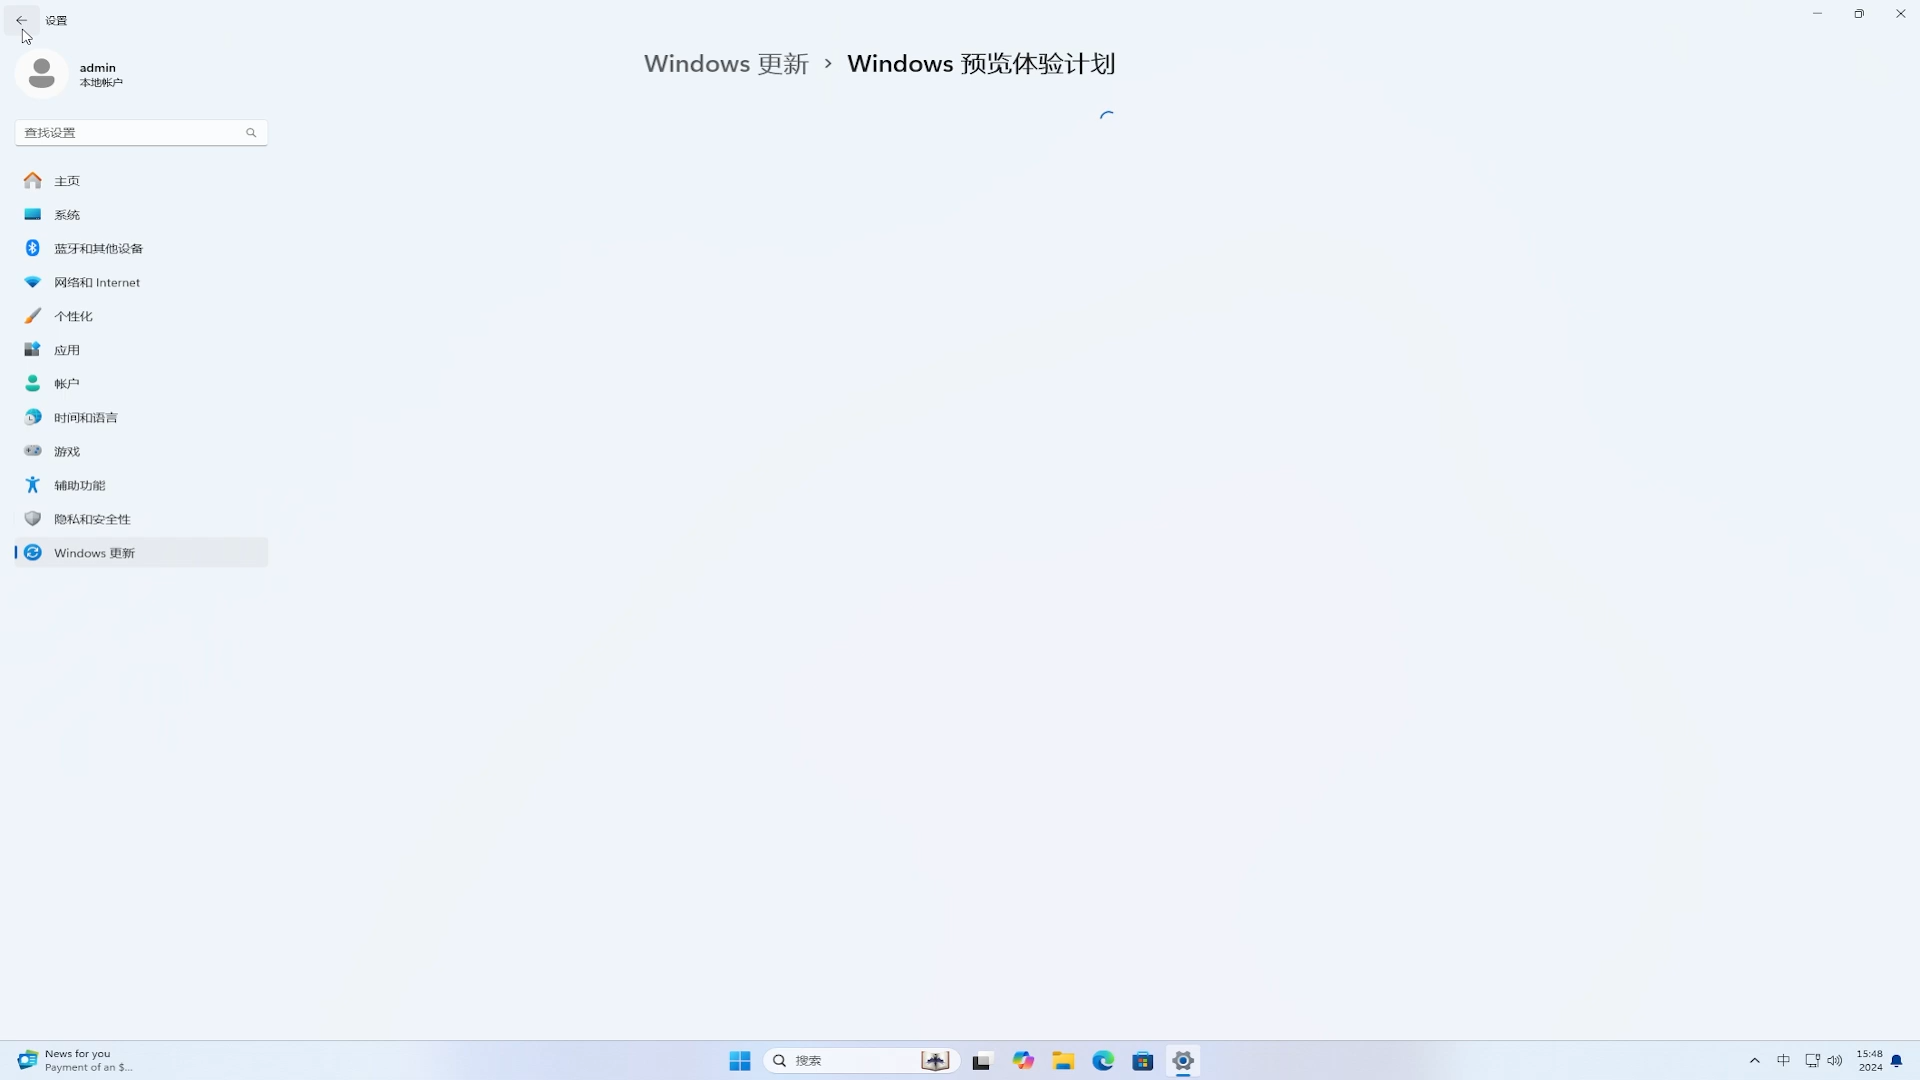 设置
admin
本地帐户
Windows 更新 › Windows 预览体验计划
查找设置
主页
系统
蓝牙和其他设备
网络和 Internet
个性化
应用
帐户
时间和语言
游戏
辅助功能
隐私和安全性
Windows 更新
News for you
Payment of an $...
搜索
中
15:48
2024